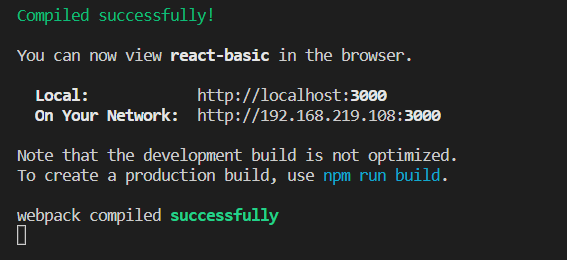 Compiled successfully!
You can now view react-basic in the browser.
Local: http://localhost:3000
On Your Network: http://192.168.219.108:3000
Note that the development build is not optimized.
To create a production build, use npm run build.
webpack compiled successfully